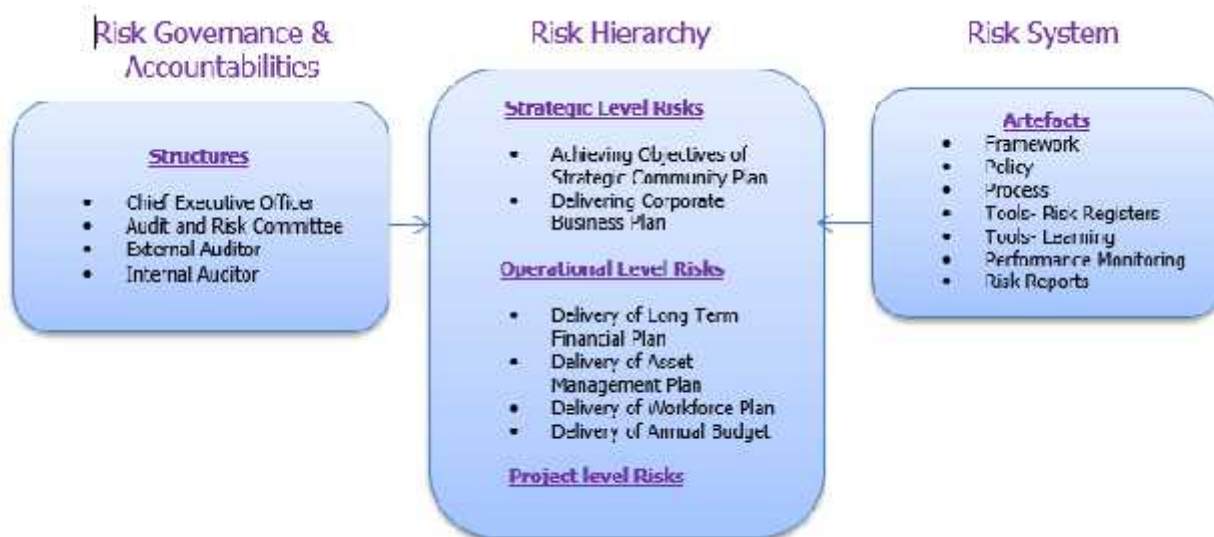 Risk Governance &
Accountabilities
Structures
• Chief Executive Officer
• Audit and Risk Committee
• External Auditor
• Internal Auditor
Risk Hierarchy
Strategic Level Risks
• Achieving Objectives of
Strategic Community Plan
• Delivering Corporate
Business Plan
Operational Level Risks
• Delivery of Long Term
Financial Plan
• Delivery of Asset
Management Plan
• Delivery of Workforce Plan
• Delivery of Annual Budget
Project level Risks
Risk System
Artefacts
• Framework
• Policy
• Process
• Tools- Risk Registers
• Tools- Learning
• Performance Monitoring
• Risk Reports